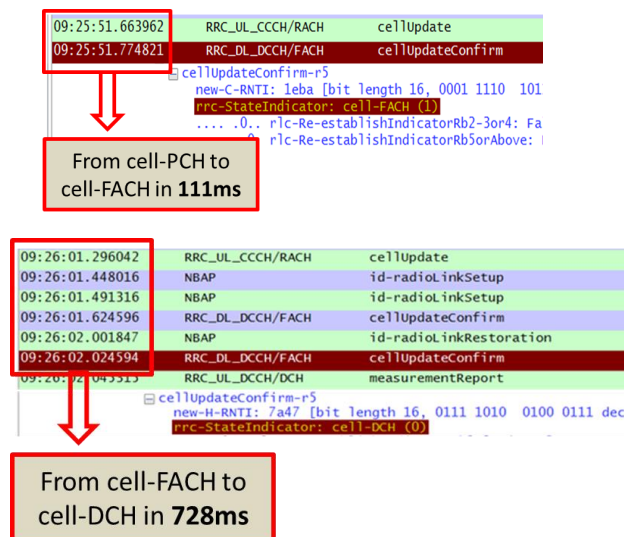 09:25:51.663962 RRC_UL_CCCH/RACH cellUpdate
09:25:51.774821 RRC_DL_DCCH/FACH cellUpdateConfirm
cellUpdateConfirm-r5
new-C-RNTI: 1eba [bit length 16, 0001 1110 101
rrc-StateIndicator: cell-FACH (1)
.... .0.. rlc-Re-establishIndicatorRb2-3or4: Fa
rlc-Re-establishIndicatorRb5orAbove:
From cell-PCH to
cell-FACH in 111ms
09:26:01.296042 RRC_UL_CCCH/RACH cellUpdate
09:26:01.448016 NBAP id-radioLinkSetup
09:26:01.491316 NBAP id-radioLinkSetup
09:26:01.624596 RRC_DL_DCCH/FACH cellUpdateConfirm
09:26:02.001847 NBAP id-radioLinkRestoration
09:26:02.024594 RRC_DL_DCCH/FACH cellUpdateConfirm
RRC_UL_DCCH/DCH measurementReport
cellUpdateConfirm-r5
new-H-RNTI: 7a47 [bit length 16, 0111 1010 0100 0111 dec
rrc-StateIndicator: cell-DCH (0)
From cell-FACH to
cell-DCH in 728ms